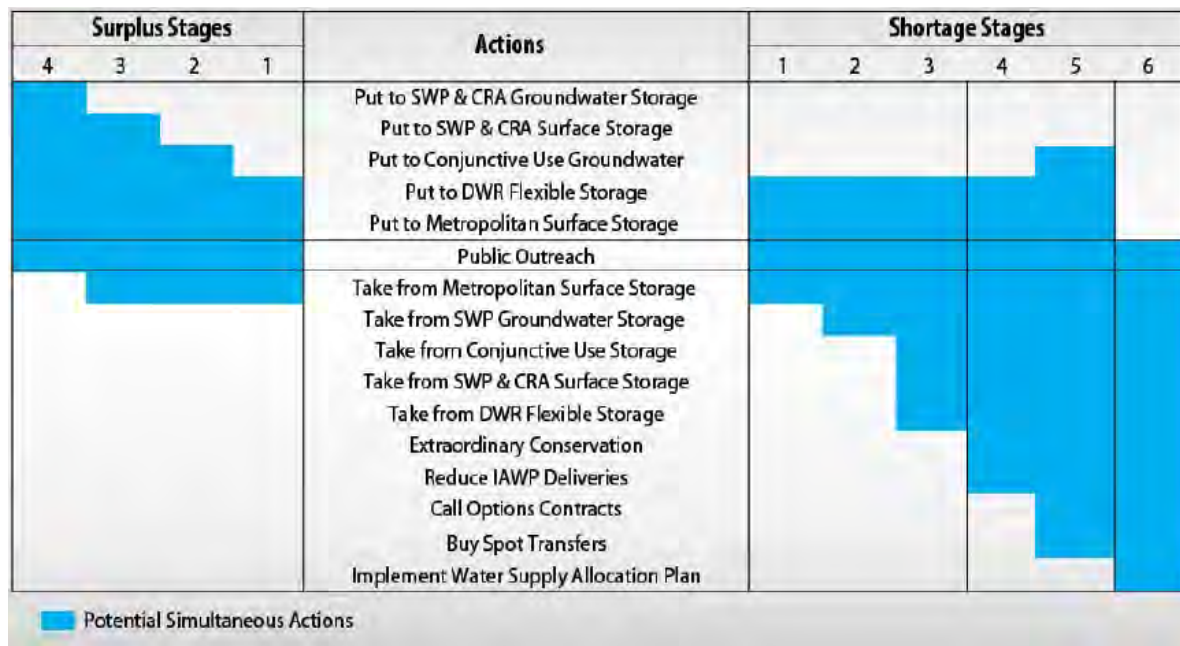 Surplus Stages
Actions
Shortage Stages
4 3 2 1
1 2 3 4 5 6
Put to SWP & CRA Groundwater Storage
Put to SWP & CRA Surface Storage
Put to Conjunctive Use Groundwater
Put to DWR Flexible Storage
Put to Metropolitan Surface Storage
Public Outreach
Take from Metropolitan Surface Storage
Take from SWP Groundwater Storage
Take from Conjunctive Use Storage
Take from SWP & CRA Surface Storage
Take from DWR Flexible Storage
Extraordinary Conservation
Reduce IAWP Deliveries
Call Options Contracts
Buy Spot Transfers
Implement Water Supply Allocation Plan
Potential Simultaneous Actions